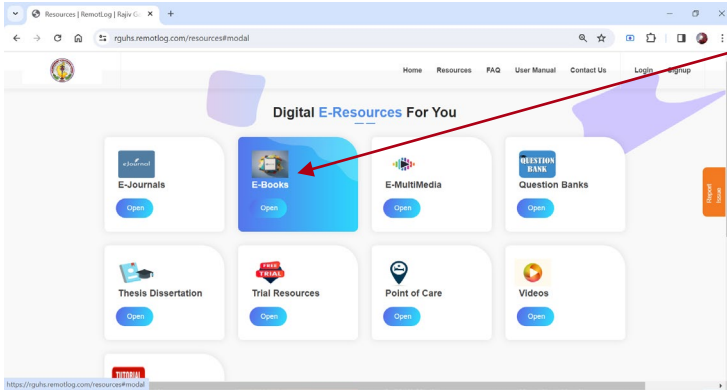 Resources | RemotLog | Rajiv G
rguhs.remotlog.com/resources#modal
Home Resources FAQ User Manual Contact Us Login Signup
Digital E-Resources For You
eJournal
E-Journals
Open
E-Books
Open
E-MultiMedia
Open
QUESTION
BANK
Question Banks
Open
Report
Issue
Thesis Dissertation
Open
FREE
TRIAL
Trial Resources
Open
Point of Care
Open
Videos
Open
TUTORIAL
https://rguhs.remotlog.com/resources#modal